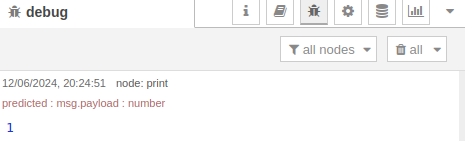 debug
all nodes
all
12/06/2024, 20:24:51 node: print
predicted : msg.payload : number
1